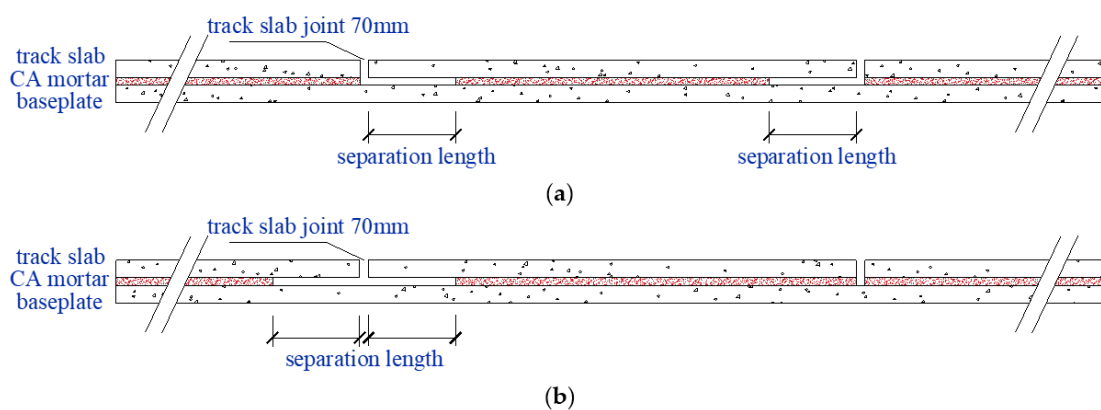 track slab joint 70mm
track slab
CA mortar
baseplate
separation length separation length
(a)
track slab joint 70mm
track slab
CA mortar
baseplate
separation length
(b)